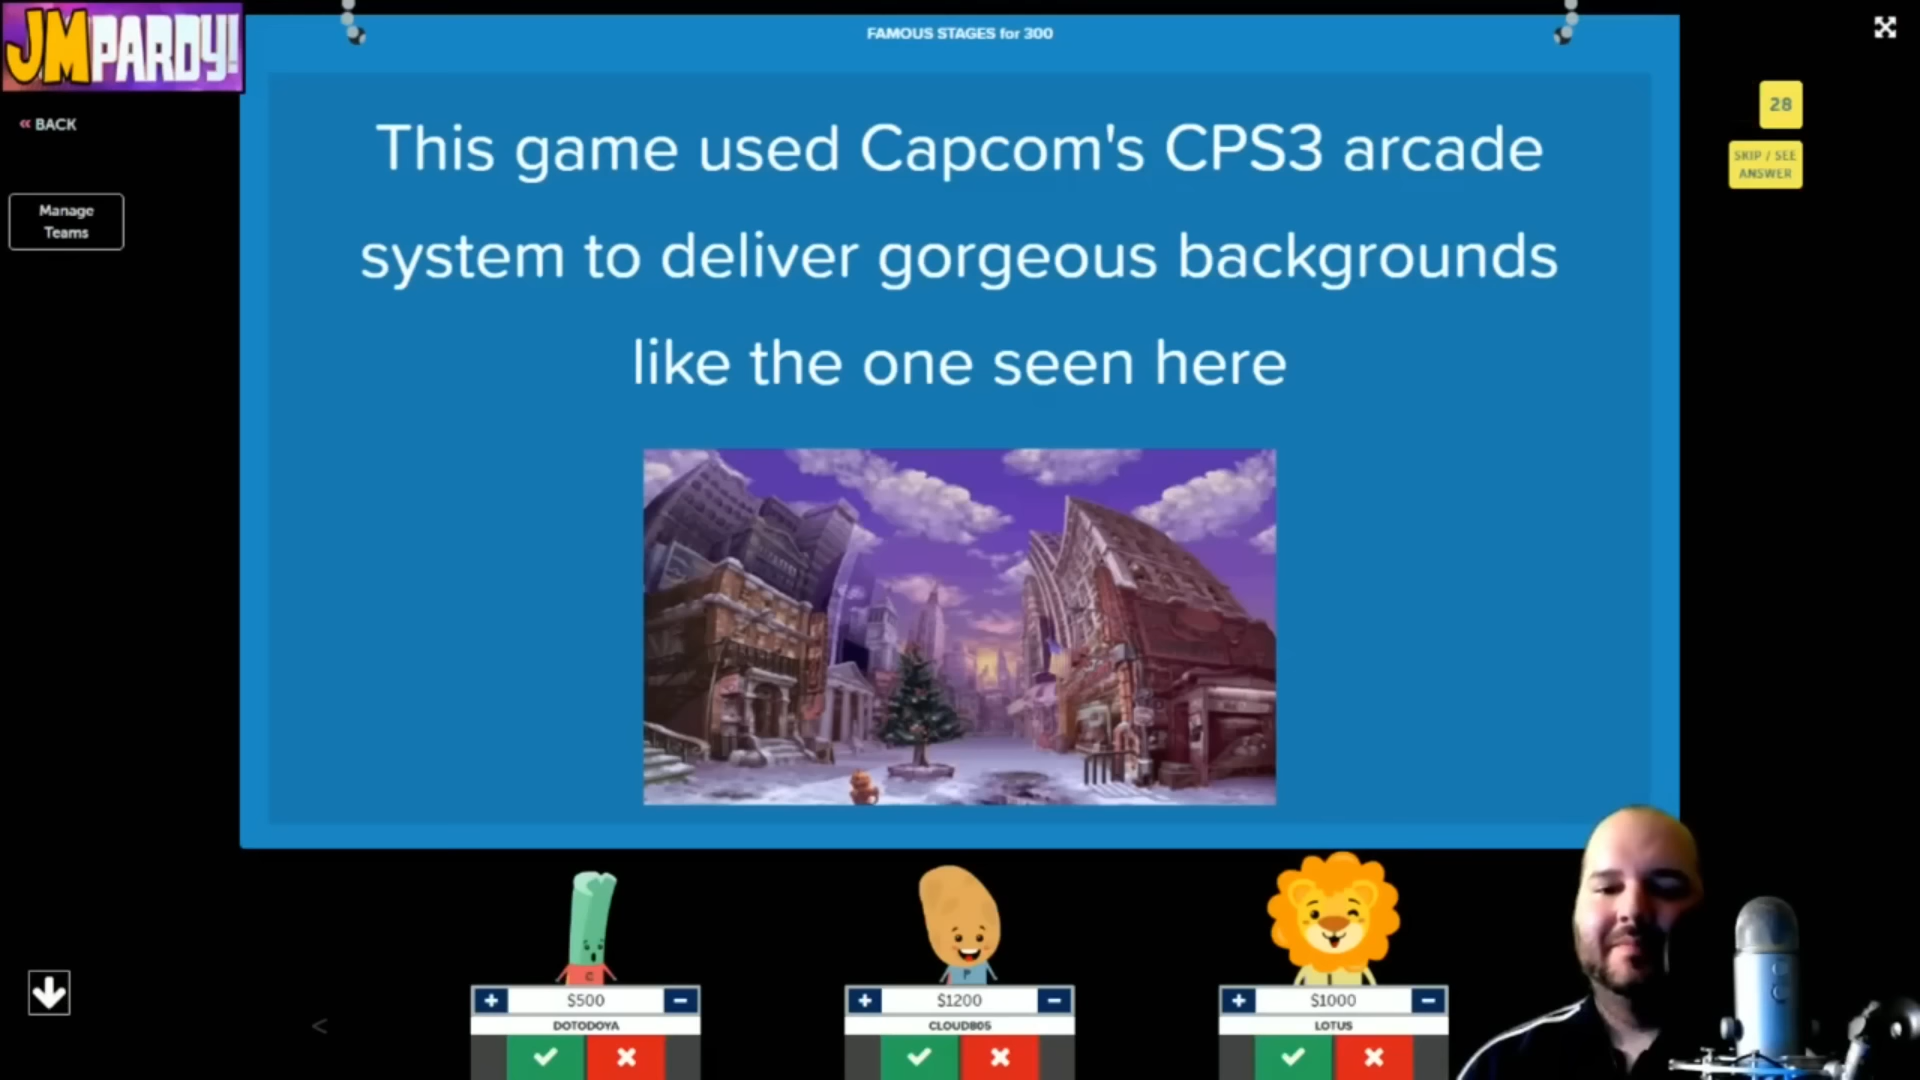 JMPARDY!
FAMOUS STAGES for 300
« BACK
28
SKIP / SEE
ANSWER
Manage
Teams
This game used Capcom's CPS3 arcade
system to deliver gorgeous backgrounds
like the one seen here
C
P
+ $500 −
+ $1200 −
+ $1000 −
DOTODOYA
CLOUD805
LOTUS